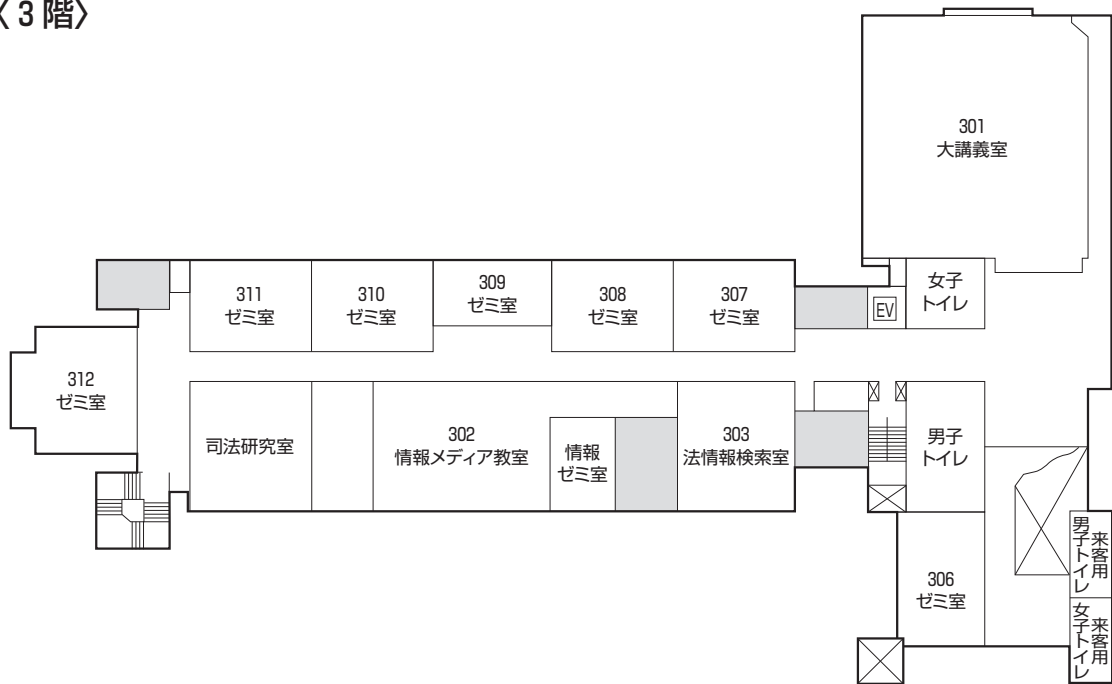 〈3階〉
301
大講義室
女子
トイレ
EV
311
ゼミ室
310
ゼミ室
309
ゼミ室
308
ゼミ室
307
ゼミ室
312
ゼミ室
司法研究室
302
情報メディア教室
情報
ゼミ室
303
法情報検索室
男子
トイレ
306
ゼミ室
来客用
男子トイレ
来客用
女子トイレ